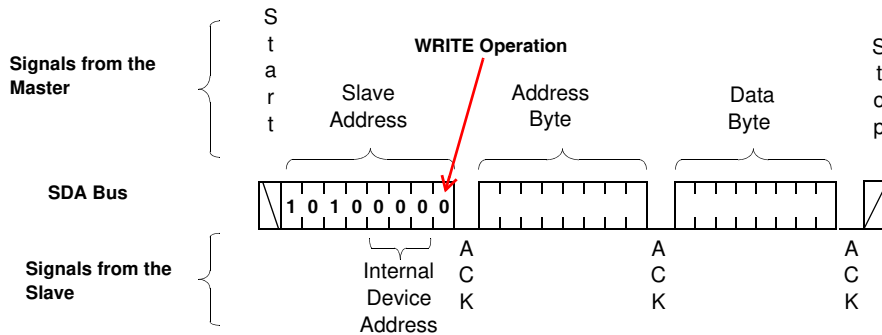 S
t
a
r
t
WRITE Operation
S
t
o
p
Signals from the
Master
Slave
Address
Address
Byte
Data
Byte
SDA Bus
1 0 1 0 0 0 0 0
Signals from the
Slave
Internal
Device
Address
A
C
K
A
C
K
A
C
K